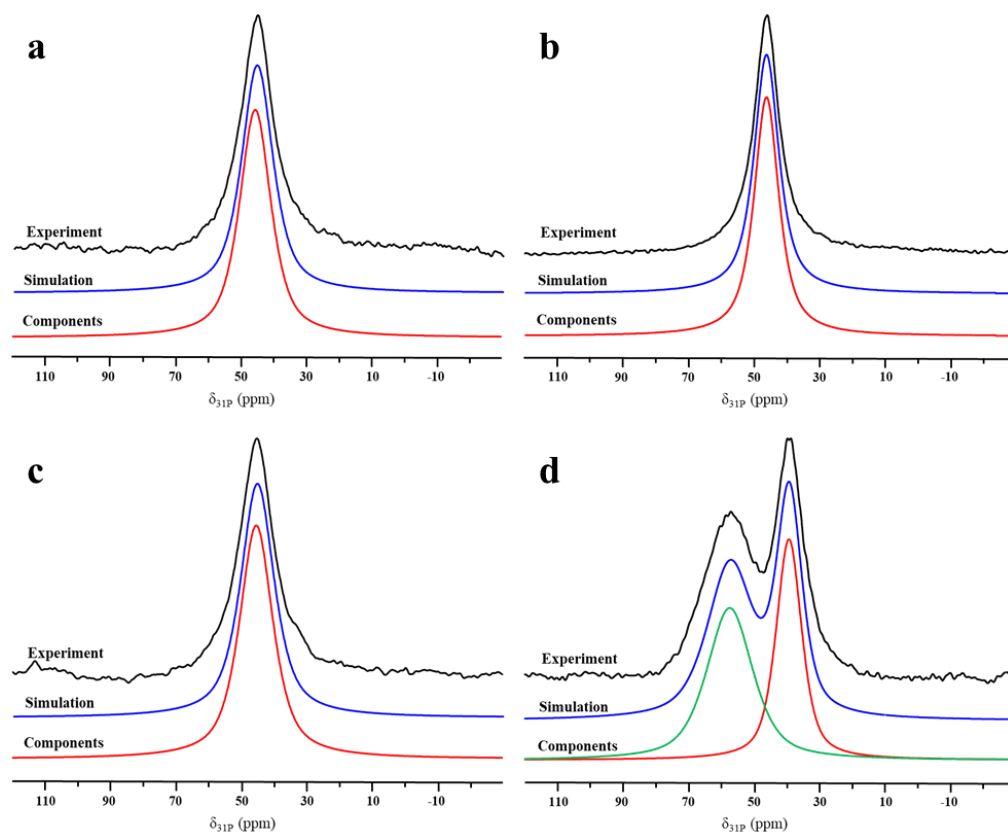 a
Experiment
Simulation
Components
110 90 70 50 30 10 -10
δ31P (ppm)
b
Experiment
Simulation
Components
110 90 70 50 30 10 -10
δ31P (ppm)
c
Experiment
Simulation
Components
110 90 70 50 30 10 -10
δ31P (ppm)
d
Experiment
Simulation
Components
110 90 70 50 30 10 -10
δ31P (ppm)